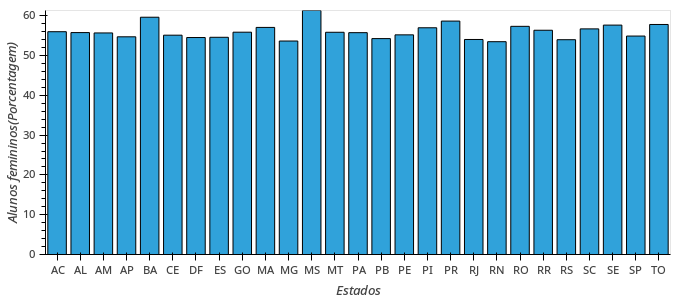 Alunos femininos(Porcentagem)
60
50
40
30
20
10
0
AC AL AM AP BA CE DF ES GO MA MG MS MT PA PB PE PI PR RJ RN RO RR RS SC SE SP TO
Estados